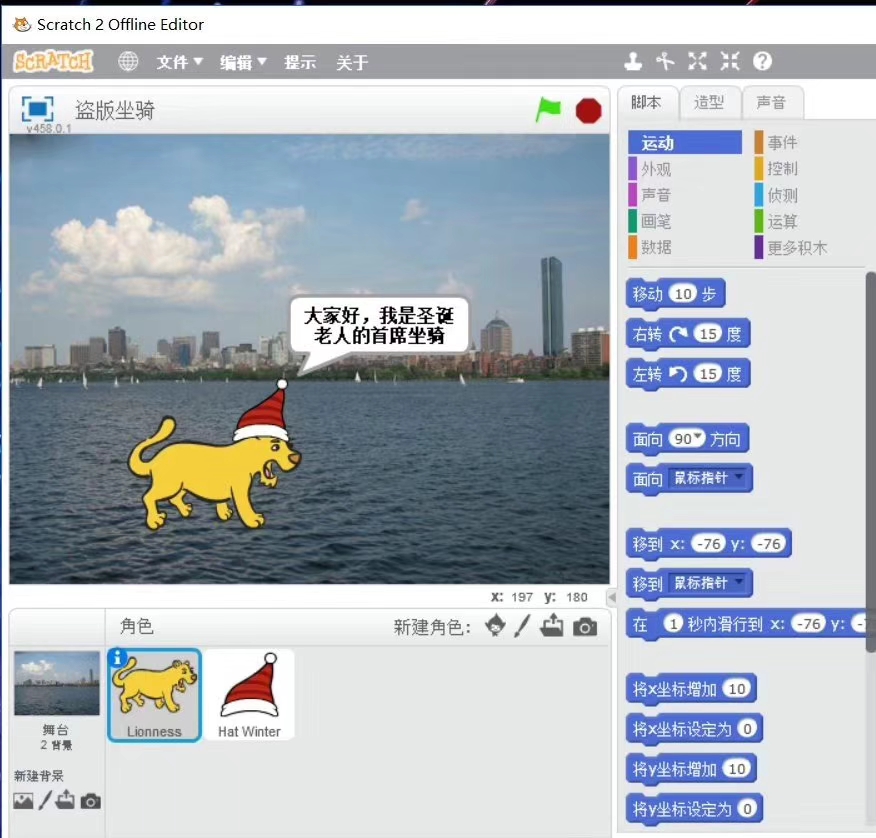 Scratch 2 Offline Editor
SCRATCH 文件 编辑 提示 关于
盗版坐骑
v458.0.1
大家好，我是圣诞
老人的首席坐骑
x: 197 y: 180
角色
新建角色：
Lionness
Hat Winter
舞台
2 背景
新建背景
脚本 造型 声音
运动 事件
外观 控制
声音 侦测
画笔 运算
数据 更多积木
移动 10 步
右转 15 度
左转 15 度
面向 90 方向
面向 鼠标指针
移到 x: -76 y: -76
移到 鼠标指针
在 1 秒内滑行到 x: -76 y:
将x坐标增加 10
将x坐标设定为 0
将y坐标增加 10
将y坐标设定为 0